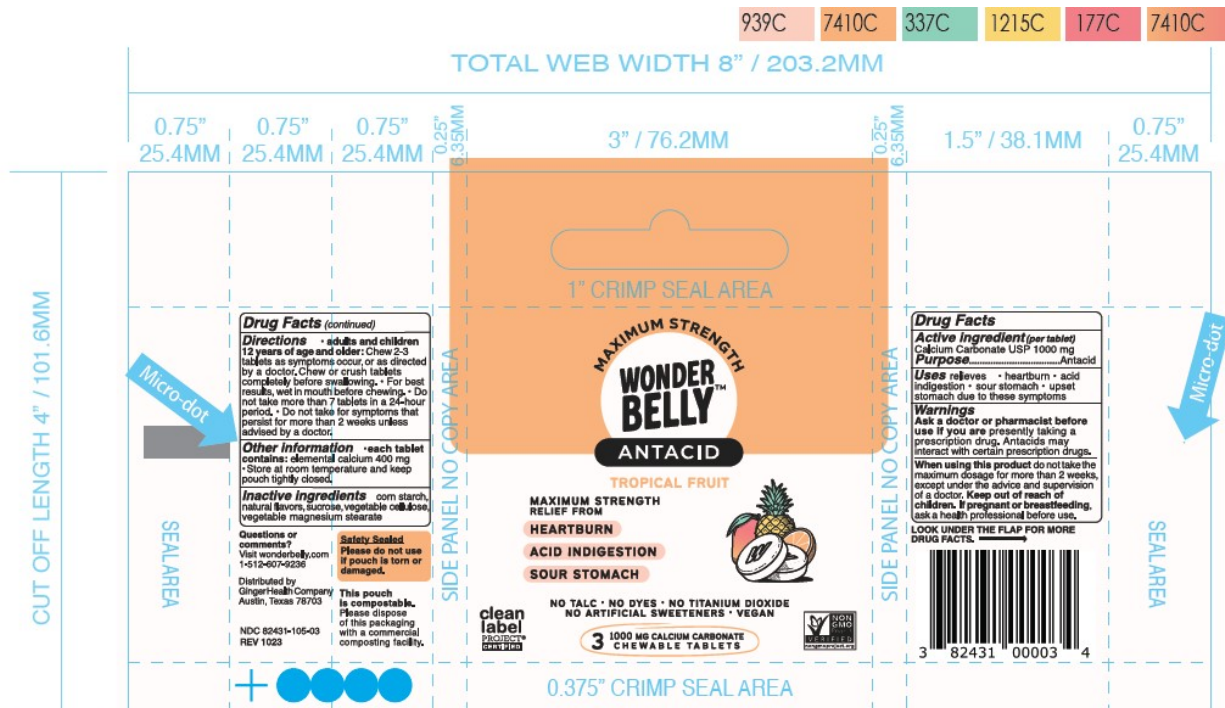 939C 7410C 337C 1215C 177C 7410C
TOTAL WEB WIDTH 8” / 203.2MM
0.75”
25.4MM
0.75”
25.4MM
0.75”
25.4MM
0.25”
6.35MM
3” / 76.2MM
0.25”
6.35MM
1.5” / 38.1MM
0.75”
25.4MM
CUT OFF LENGTH 4” / 101.6MM
Micro-dot
SEAL AREA
Drug Facts (continued)
Directions • adults and children
12 years of age and older: Chew 2-3
tablets as symptoms occur, or as directed
by a doctor. Chew or crush tablets
completely before swallowing. • For best
results, wet in mouth before chewing. • Do
not take more than 7 tablets in a 24-hour
period. • Do not take for symptoms that
persist for more than 2 weeks unless
advised by a doctor.
Other information •each tablet
contains: elemental calcium 400 mg
•Store at room temperature and keep
pouch tightly closed.
Inactive ingredients corn starch,
natural flavors, sucrose, vegetable cellulose,
vegetable magnesium stearate
Questions or
comments?
Visit wonderbelly.com
1-512-607-9236
Distributed by
Ginger Health Company
Austin, Texas 78703
NDC 82431-105-03
REV 1023
Safety Sealed
Please do not use
if pouch is torn or
damaged.
This pouch
is compostable.
Please dispose
of this packaging
with a commercial
composting facility.
SIDE PANEL NO COPY AREA
1” CRIMP SEAL AREA
MAXIMUM STRENGTH
WONDER
BELLY™
ANTACID
TROPICAL FRUIT
MAXIMUM STRENGTH
RELIEF FROM
HEARTBURN
ACID INDIGESTION
SOUR STOMACH
NO TALC • NO DYES • NO TITANIUM DIOXIDE
NO ARTIFICIAL SWEETENERS • VEGAN
clean
label
PROJECT®
CERTIFIED
3 1000 MG CALCIUM CARBONATE
CHEWABLE TABLETS
NON
GMO
VERIFIED
nongmoproject.org
0.375” CRIMP SEAL AREA
SIDE PANEL NO COPY AREA
Drug Facts
Active ingredient (per tablet)
Calcium Carbonate USP 1000 mg
Purpose..................................Antacid
Uses relieves • heartburn • acid
indigestion • sour stomach • upset
stomach due to these symptoms
Warnings
Ask a doctor or pharmacist before
use if you are presently taking a
prescription drug. Antacids may
interact with certain prescription drugs.
When using this product do not take the
maximum dosage for more than 2 weeks,
except under the advice and supervision
of a doctor. Keep out of reach of
children. If pregnant or breastfeeding,
ask a health professional before use.
LOOK UNDER THE FLAP FOR MORE
DRUG FACTS.
3 82431 00003 4
Micro-dot
SEAL AREA